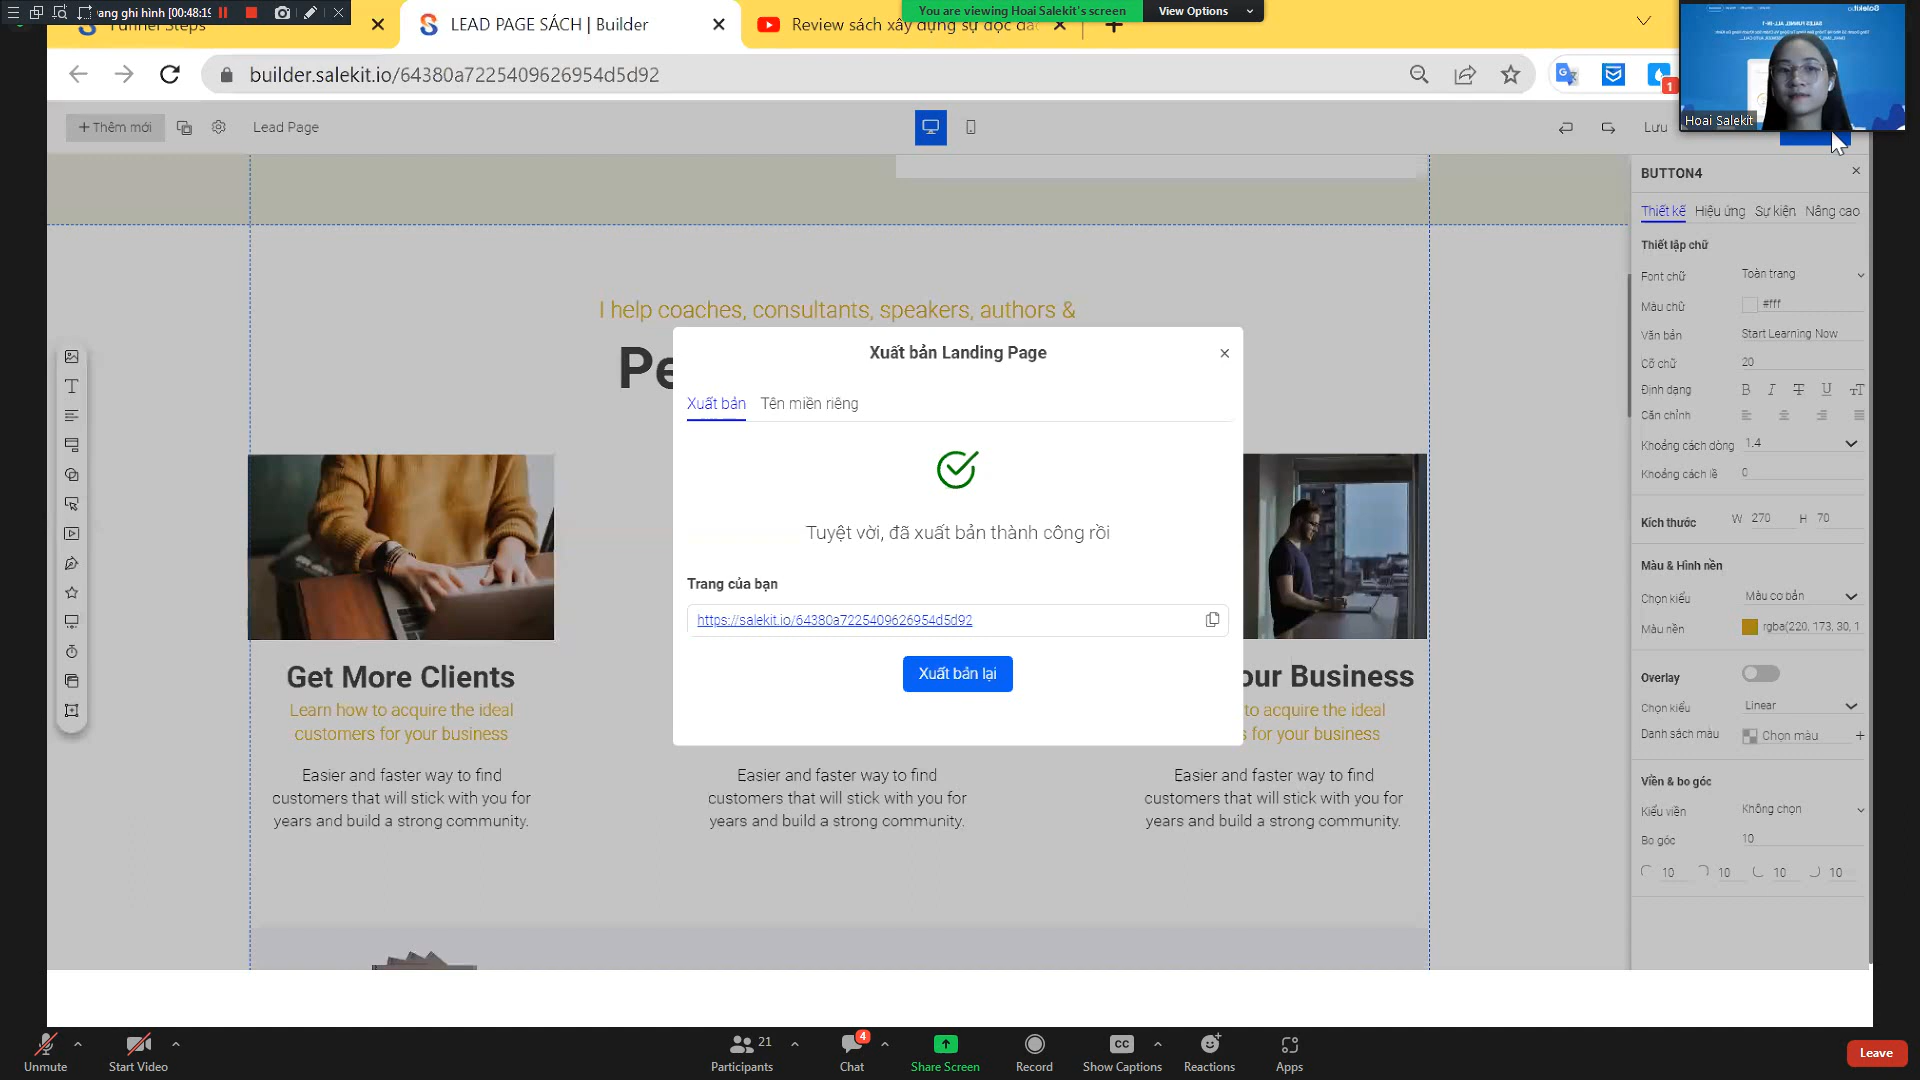 ang ghi hình [00:48:19
You are viewing Hoai Salekit's screen
View Options
Funnel Steps
LEAD PAGE SÁCH | Builder
Review sách xây dựng sự độc đá
builder.salekit.io/64380a7225409626954d5d92
1
Hoai Salekit
SALES FUNNEL ALL-IN-1
+ Thêm mới
Lead Page
Lưu
BUTTON4
Thiết kế
Hiệu ứng
Sự kiện
Nâng cao
Thiết lập chữ
Font chữ
Toàn trang
Màu chữ
#fff
Văn bản
Start Learning Now
Cỡ chữ
20
Định dạng
B I T U TT
Căn chỉnh
Khoảng cách dòng
1.4
Khoảng cách lề
0
Kích thước
W 270 H 70
Màu & Hình nền
Chọn kiểu
Màu cơ bản
Màu nền
rgba(220, 173, 30, 1
Overlay
Chọn kiểu
Linear
Danh sách màu
Chọn màu +
Viền & bo góc
Kiểu viền
Không chọn
Bo góc
10
10 10 10 10
I help coaches, consultants, speakers, authors &
Pe
Xuất bản Landing Page
Xuất bản
Tên miền riêng
Tuyệt vời, đã xuất bản thành công rồi
Trang của bạn
https://salekit.io/64380a7225409626954d5d92
Xuất bản lại
Get More Clients
Learn how to acquire the ideal
customers for your business
Easier and faster way to find
customers that will stick with you for
years and build a strong community.
Easier and faster way to find
customers that will stick with you for
years and build a strong community.
our Business
to acquire the ideal
s for your business
Easier and faster way to find
customers that will stick with you for
years and build a strong community.
Unmute
Start Video
21
Participants
4
Chat
Share Screen
Record
CC
Show Captions
Reactions
Apps
Leave